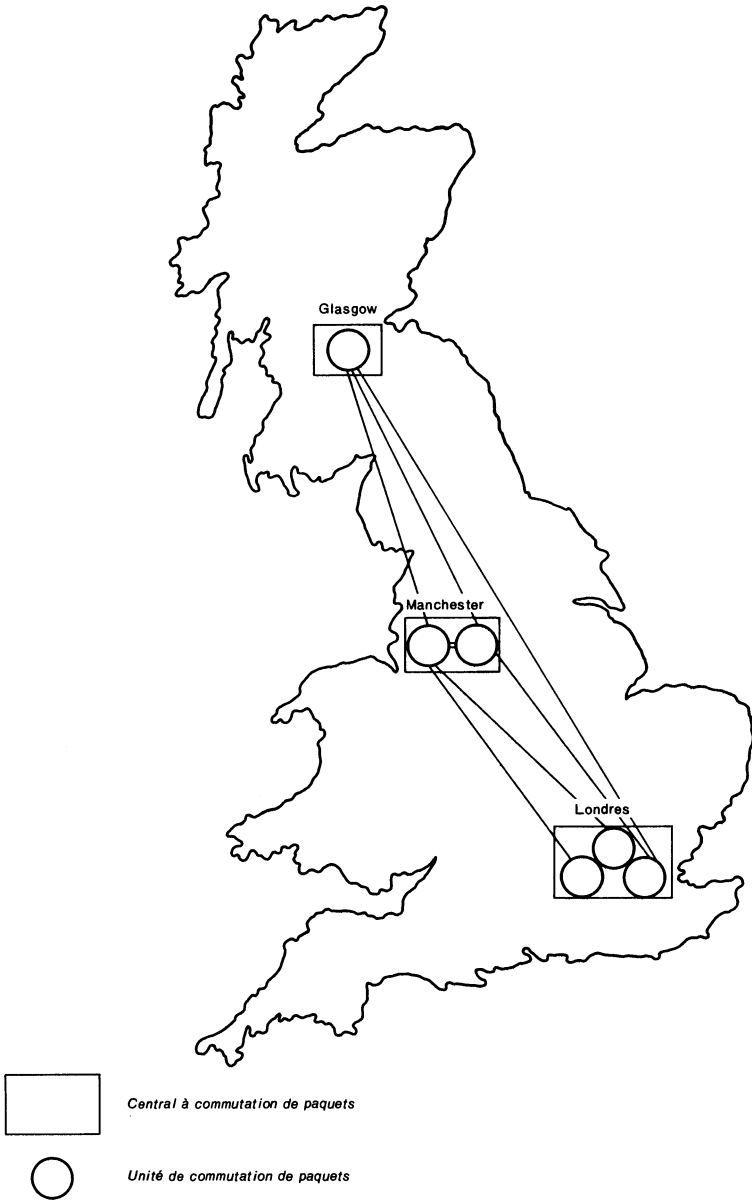 Glasgow
Manchester
Londres
Central à commutation de paquets
Unité de commutation de paquets